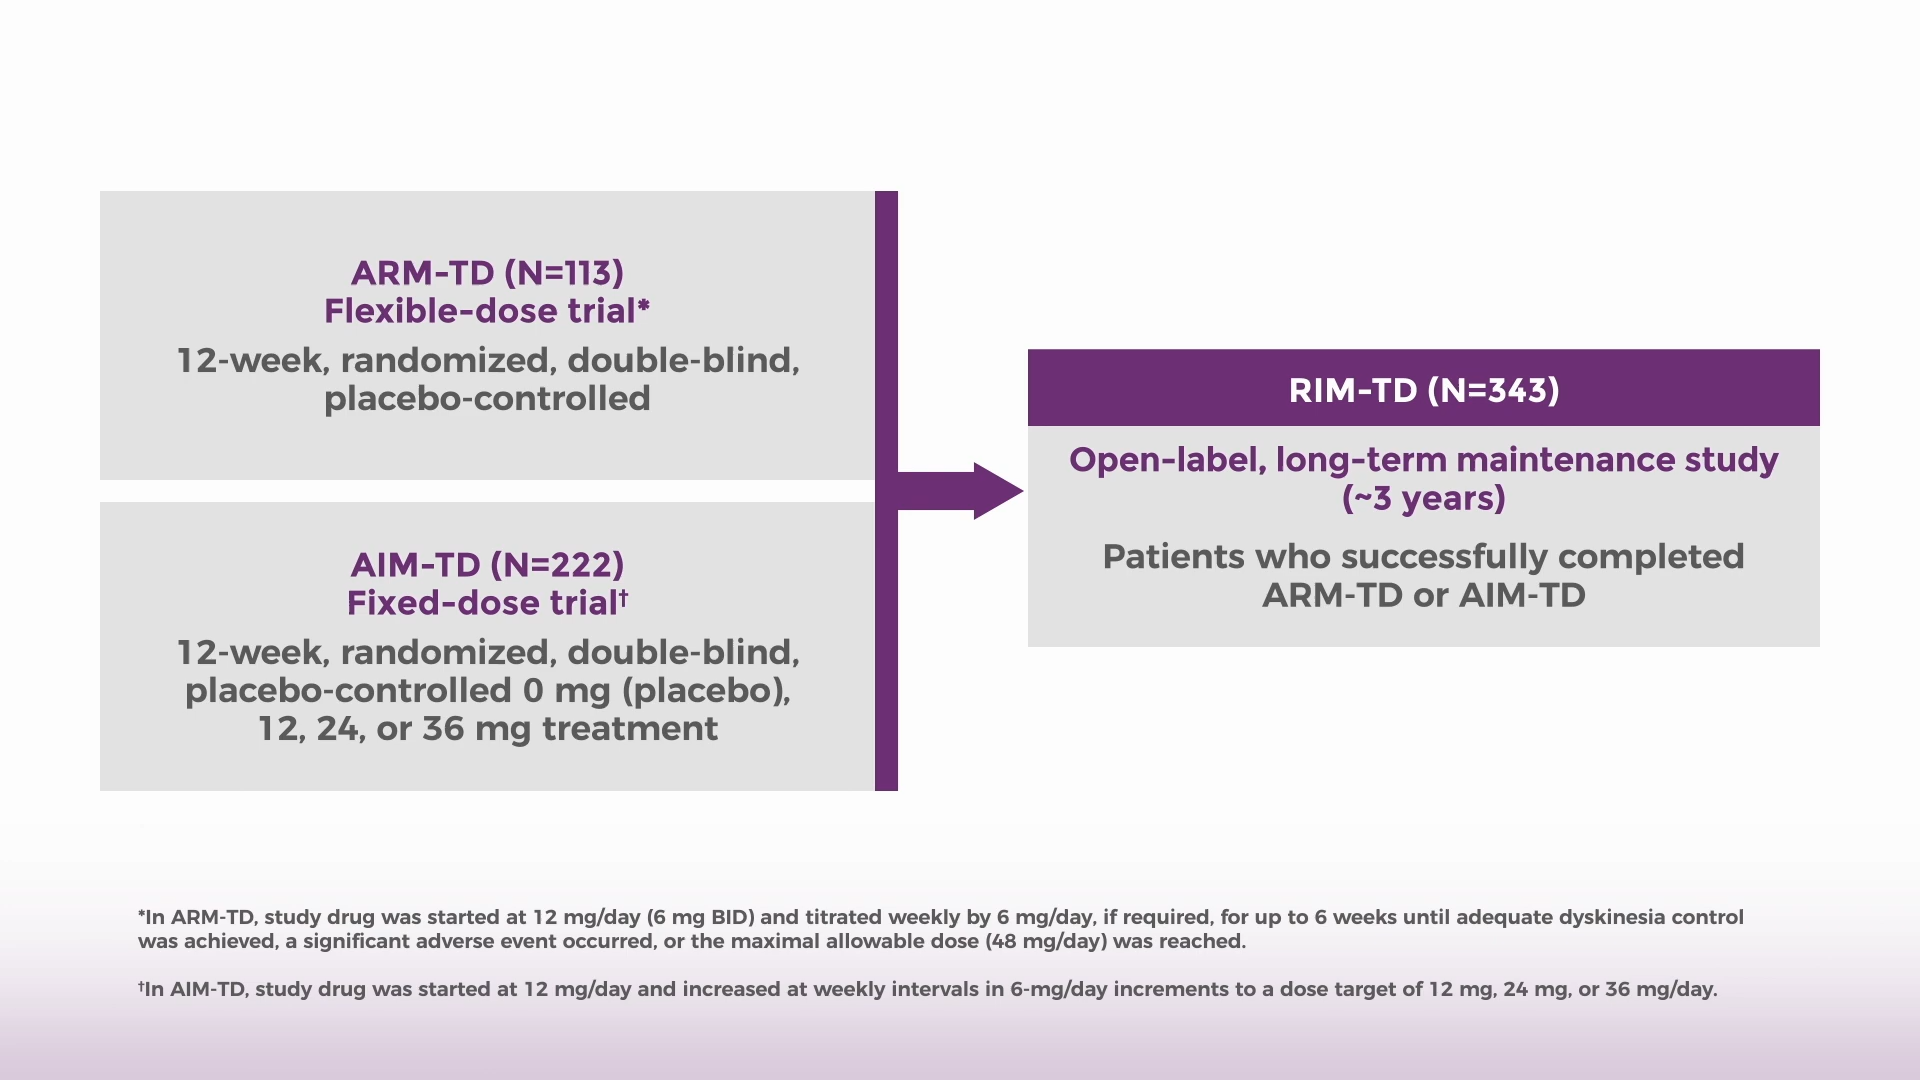 ARM-TD (N=113)
Flexible-dose trial*
12-week, randomized, double-blind,
placebo-controlled
AIM-TD (N=222)
Fixed-dose trial†
12-week, randomized, double-blind,
placebo-controlled 0 mg (placebo),
12, 24, or 36 mg treatment
RIM-TD (N=343)
Open-label, long-term maintenance study
(~3 years)
Patients who successfully completed
ARM-TD or AIM-TD
*In ARM-TD, study drug was started at 12 mg/day (6 mg BID) and titrated weekly by 6 mg/day, if required, for up to 6 weeks until adequate dyskinesia control
was achieved, a significant adverse event occurred, or the maximal allowable dose (48 mg/day) was reached.
†In AIM-TD, study drug was started at 12 mg/day and increased at weekly intervals in 6-mg/day increments to a dose target of 12 mg, 24 mg, or 36 mg/day.